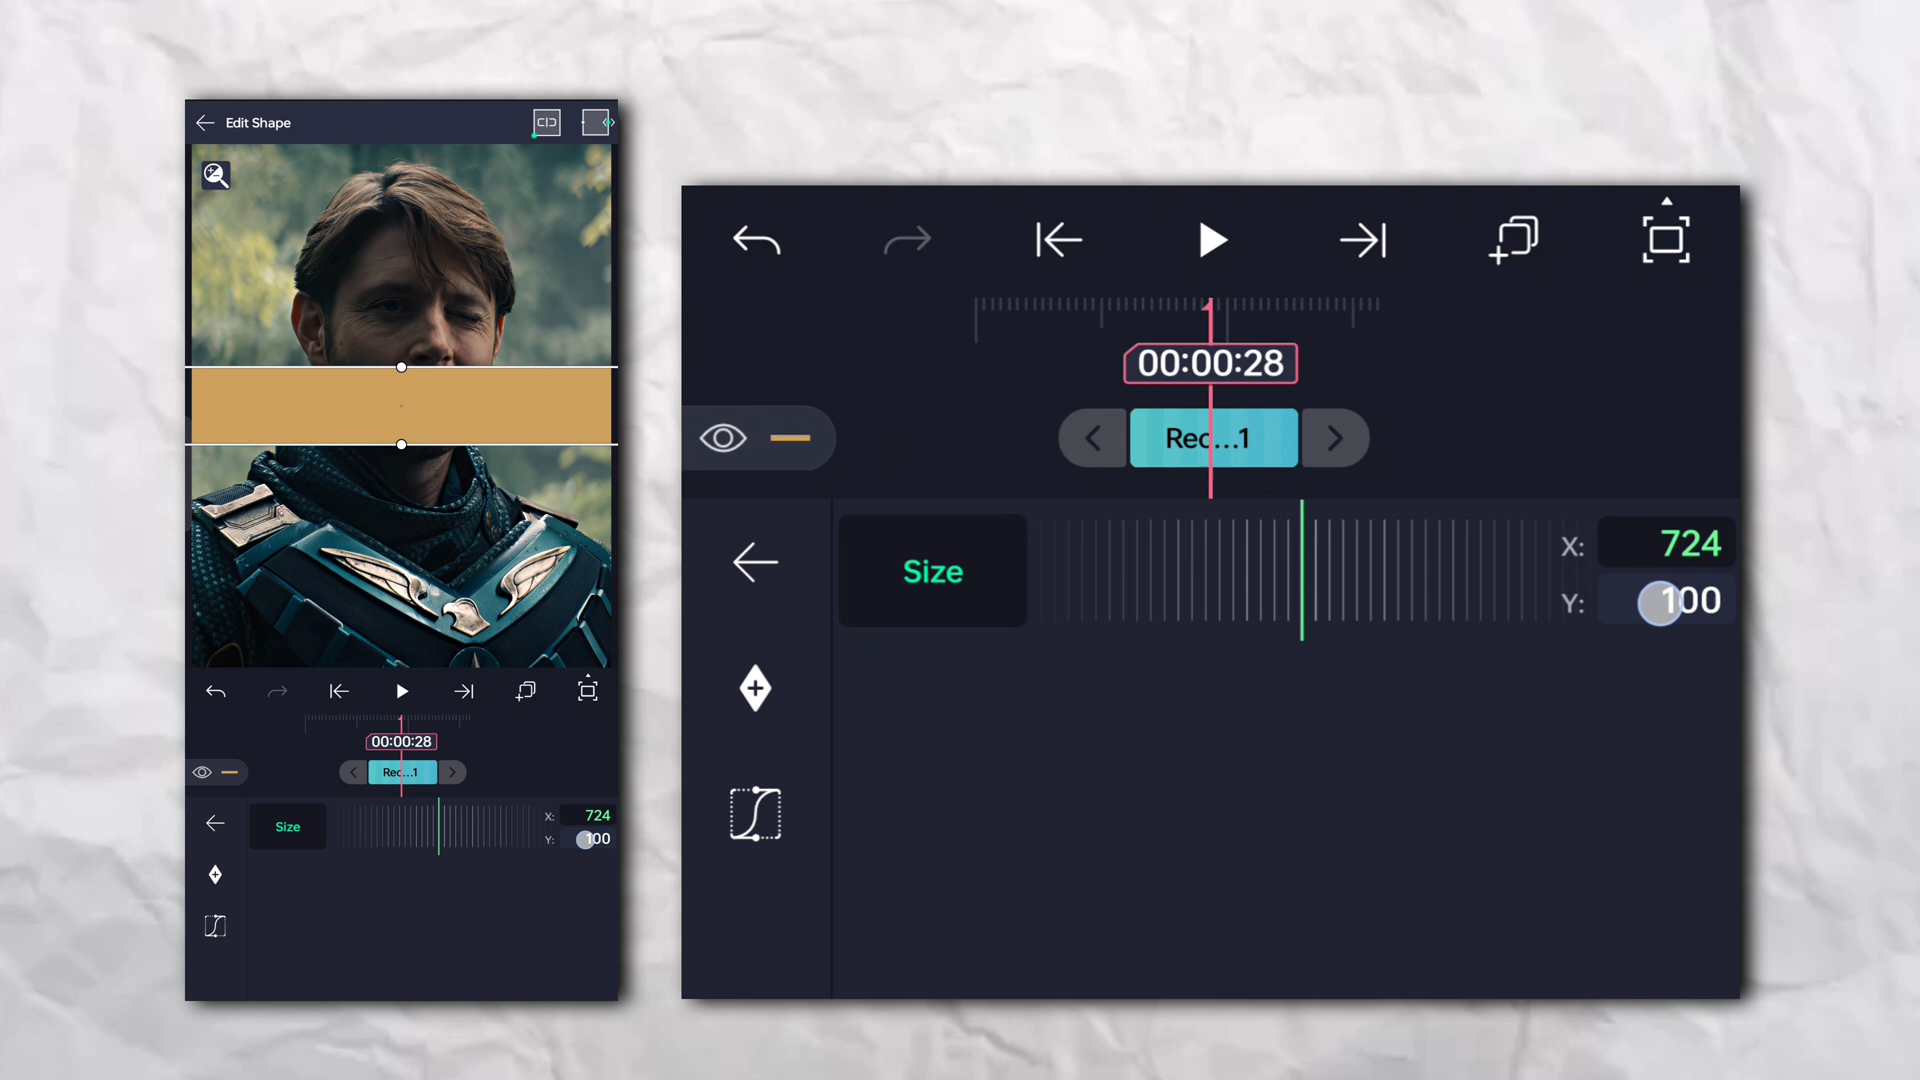 Edit Shape
00:00:28
Rec...1
Size
X: 724
Y: 100
00:00:28
Rec...1
Size
X: 724
Y: 100